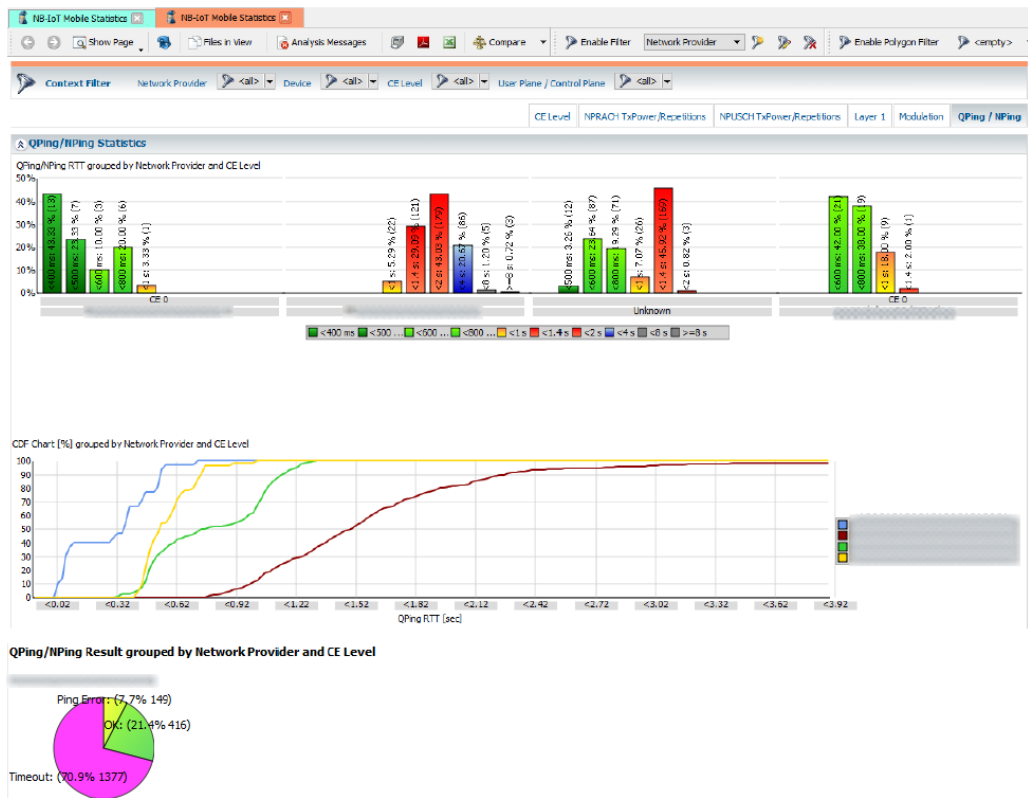 NB-IoT Mobile Statistics NB-IoT Mobile Statistics
Show Page Files in View Analysis Messages Compare Enable Filter Network Provider Enable Polygon Filter <empty>
Context Filter Network Provider <all> Device <all> CE Level <all> User Plane / Control Plane <all>
CE Level NPRACH TxPower/Repetitions NPUSCH TxPower/Repetitions Layer 1 Modulation QPing / NPing
QPing/NPing Statistics
QPing/NPing RTT grouped by Network Provider and CE Level
50%
40%
30%
20%
10%
0%
<400 ms: 43.33 % (13)
<500 ms: 23.33 % (7)
<600 ms: 10.00 % (3)
<800 ms: 20.00 % (6)
<1 s: 3.33 % (1)
<1 s: 5.29 % (22)
<1.4 s: 29.09 % (121)
<2 s: 43.03 % (179)
<4 s: 20.67 % (86)
<8 s: 1.20 % (5)
>=8 s: 0.72 % (3)
<500 ms: 3.26 % (12)
<600 ms: 23.64 % (87)
<800 ms: 19.29 % (71)
<1 s: 7.07 % (26)
<1.4 s: 45.92 % (169)
<2 s: 0.82 % (3)
<600 ms: 42.00 % (21)
<800 ms: 38.00 % (19)
<1 s: 18.00 % (9)
<1.4 s: 2.00 % (1)
CE 0 Unknown CE 0
<400 ms <500 ... <600 ... <800 ... <1 s <1.4 s <2 s <4 s <8 s >=8 s
CDF Chart [%] grouped by Network Provider and CE Level
100
90
80
70
60
50
40
30
20
10
0
<0.02 <0.32 <0.62 <0.92 <1.22 <1.52 <1.82 <2.12 <2.42 <2.72 <3.02 <3.32 <3.62 <3.92
QPing RTT [sec]
QPing/NPing Result grouped by Network Provider and CE Level
Ping Error: (7.7% 149)
OK: (21.4% 416)
Timeout: (70.9% 1377)